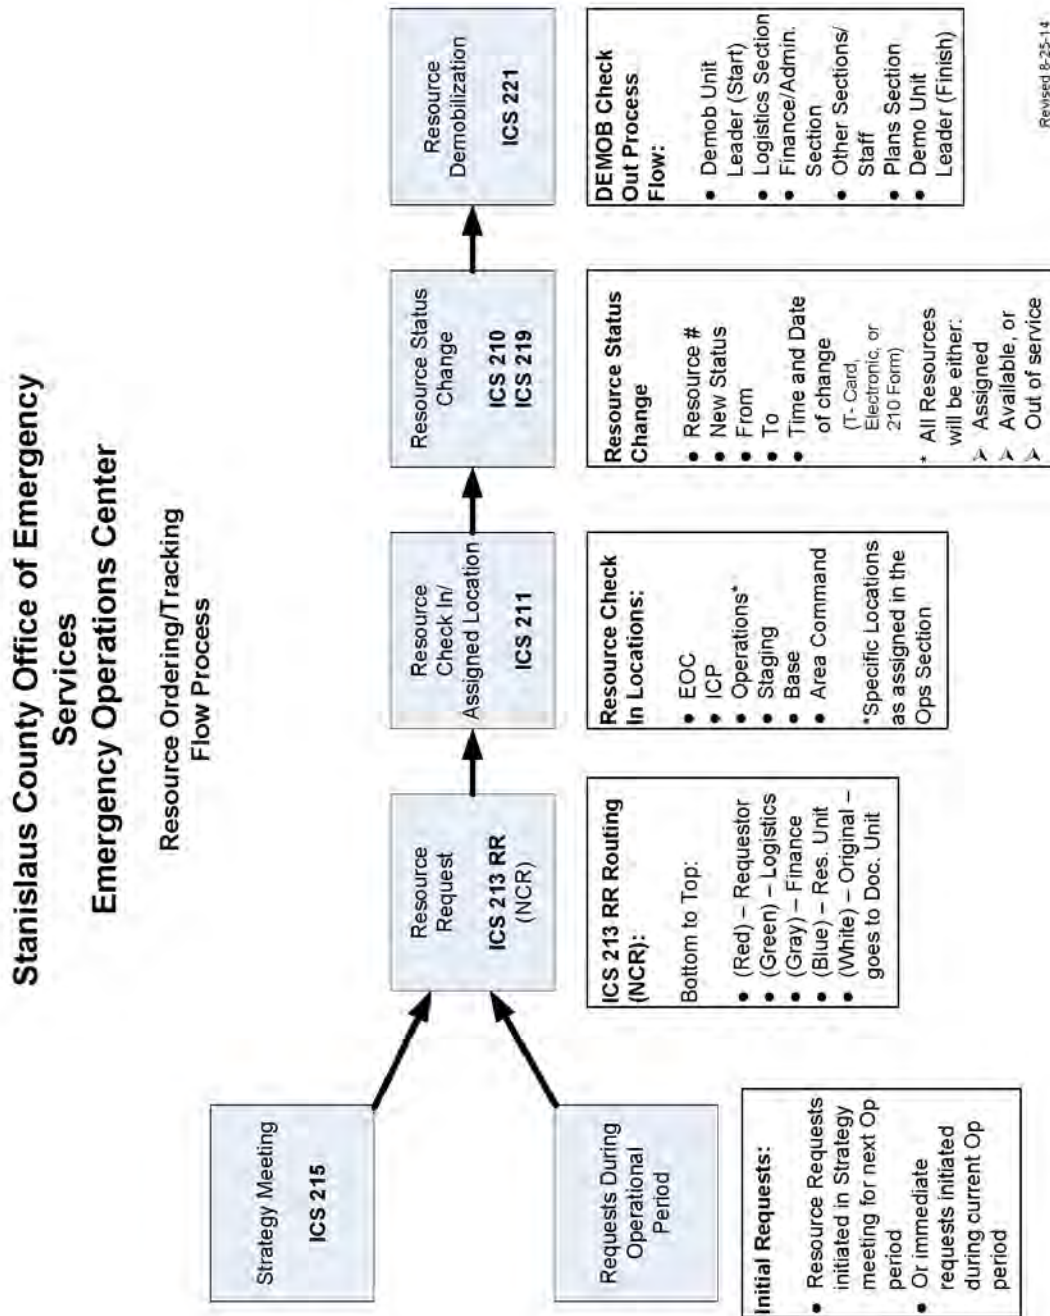 Stanislaus County Office of Emergency
Services
Emergency Operations Center
Resource Ordering/Tracking
Flow Process
Strategy Meeting
ICS 215
Requests During
Operational
Period
Resource
Request
ICS 213 RR
(NCR)
Resource
Check In/
Assigned Location
ICS 211
Resource Status
Change
ICS 210
ICS 219
Resource
Demobilization
ICS 221
Initial Requests:
• Resource Requests
initiated in Strategy
meeting for next Op
period
• Or immediate
requests initiated
during current Op
period
ICS 213 RR Routing
(NCR):
Bottom to Top:
• (Red) – Requestor
• (Green) – Logistics
• (Gray) – Finance
• (Blue) – Res. Unit
• (White) – Original –
goes to Doc. Unit
Resource Check
In Locations:
• EOC
• ICP
• Operations*
• Staging
• Base
• Area Command
*Specific Locations
as assigned in the
Ops Section
Resource Status
Change
• Resource #
• New Status
• From
• To
• Time and Date
of change
(T- Card,
Electronic, or
210 Form)
* All Resources
will be either:
➢ Assigned
➢ Available, or
➢ Out of service
DEMOB Check
Out Process
Flow:
• Demob Unit
Leader (Start)
• Logistics Section
• Finance/Admin.
Section
• Other Sections/
Staff
• Plans Section
• Demo Unit
Leader (Finish)
Revised 8-25-14